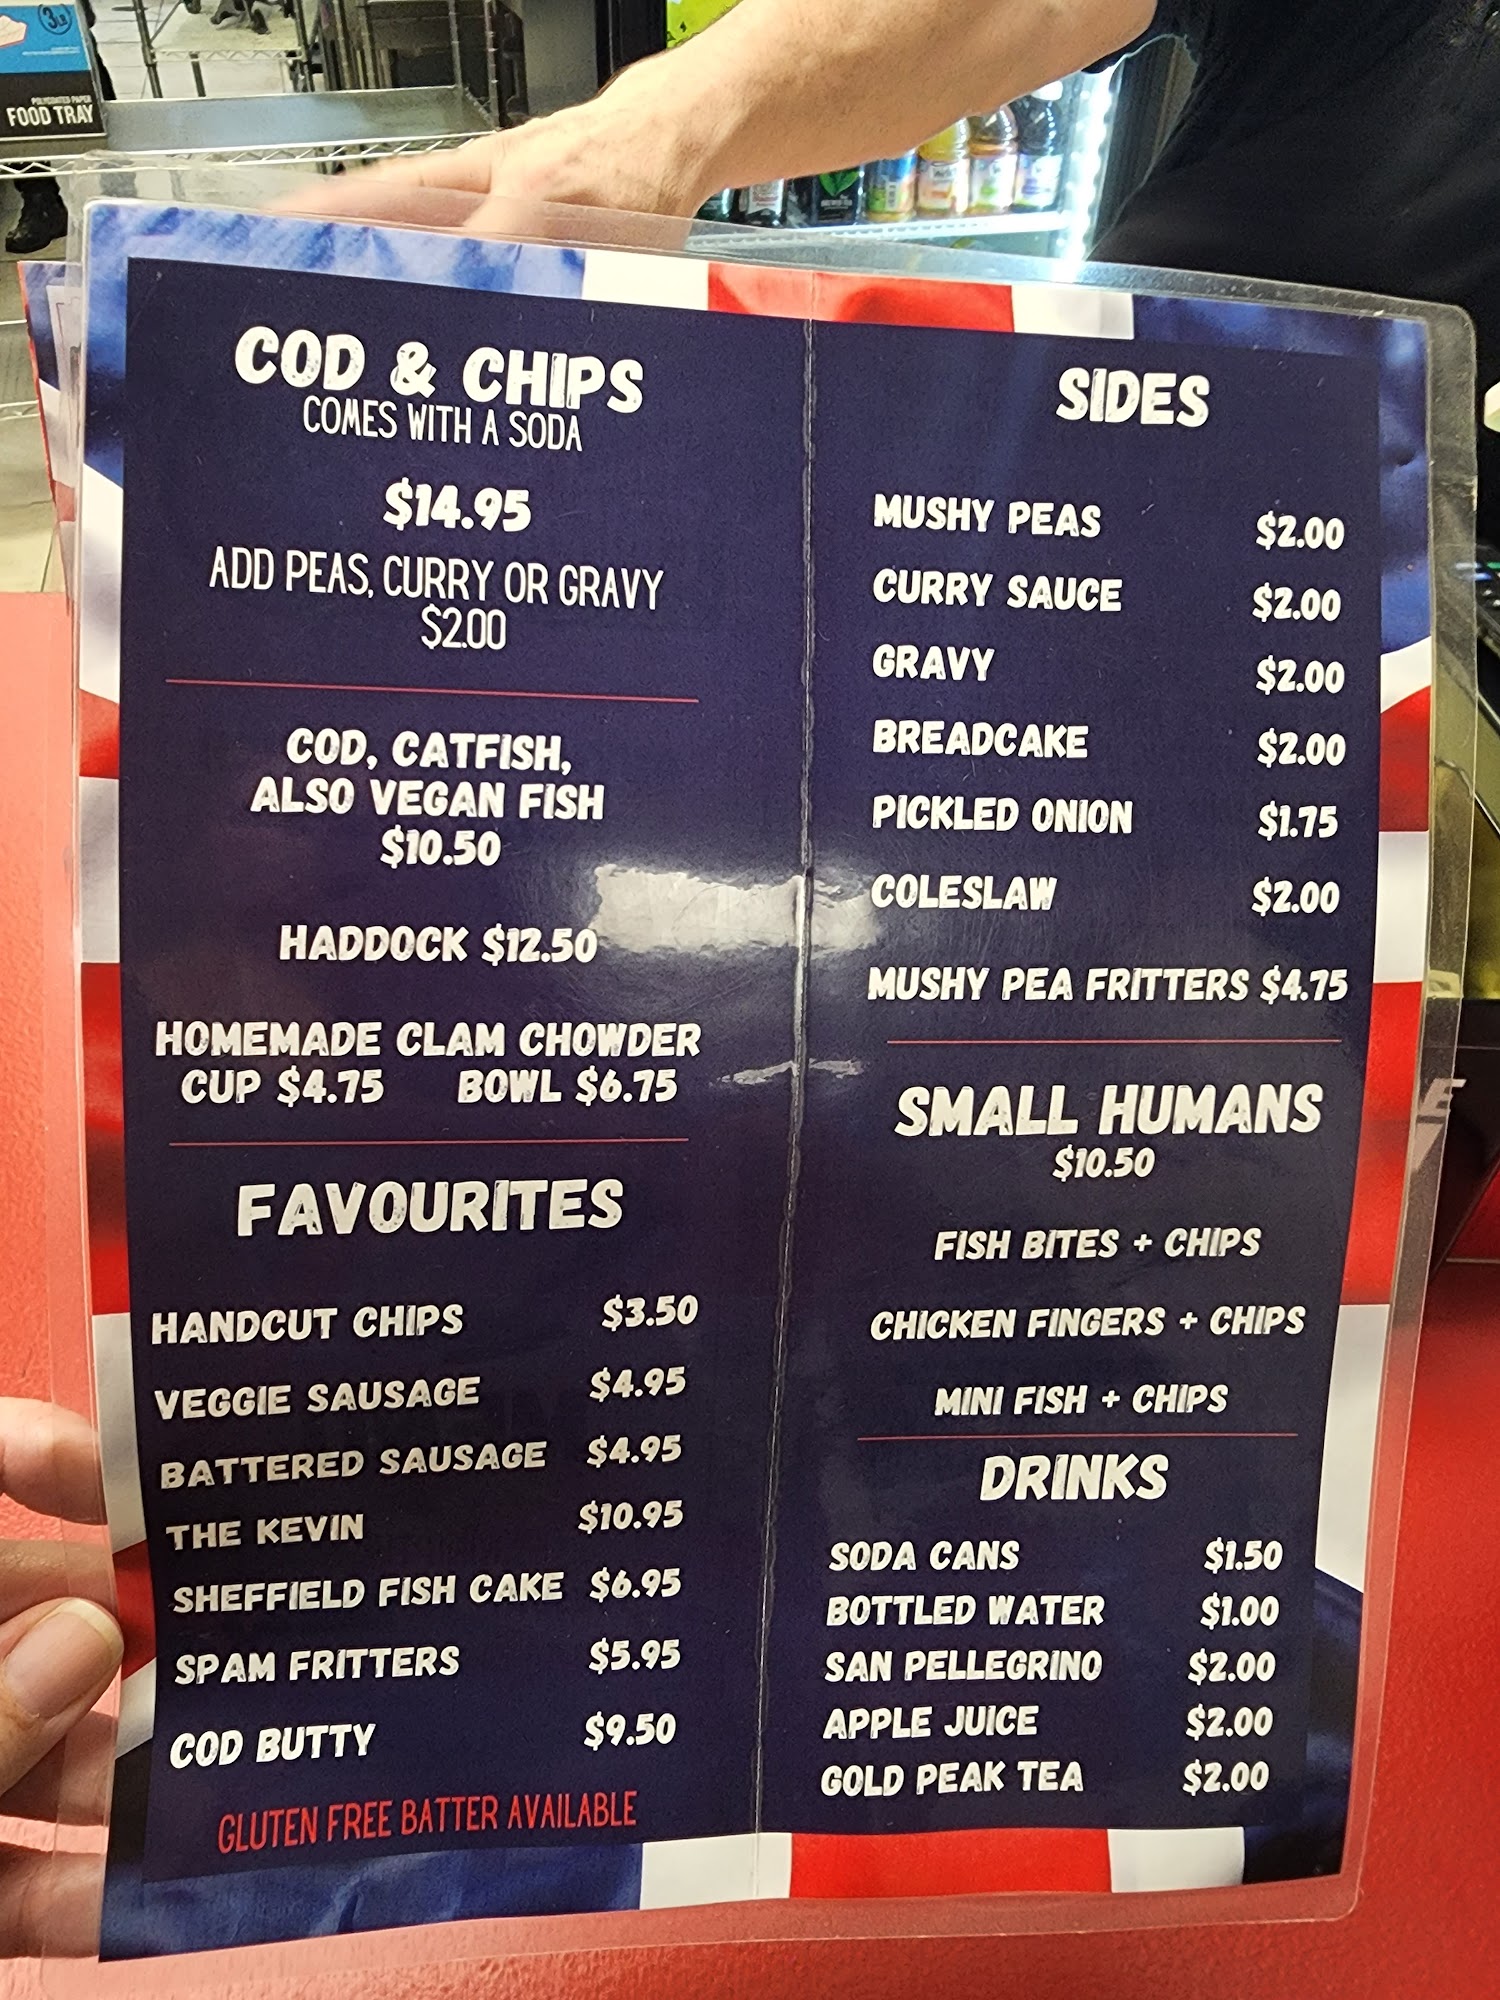 3LB
POLYCOATED PAPER
FOOD TRAY
COD & CHIPS
COMES WITH A SODA
$14.95
ADD PEAS, CURRY OR GRAVY
$2.00
COD, CATFISH,
ALSO VEGAN FISH
$10.50
HADDOCK $12.50
HOMEMADE CLAM CHOWDER
CUP $4.75 BOWL $6.75
FAVOURITES
HANDCUT CHIPS $3.50
VEGGIE SAUSAGE $4.95
BATTERED SAUSAGE $4.95
THE KEVIN $10.95
SHEFFIELD FISH CAKE $6.95
SPAM FRITTERS $5.95
COD BUTTY $9.50
GLUTEN FREE BATTER AVAILABLE
SIDES
MUSHY PEAS $2.00
CURRY SAUCE $2.00
GRAVY $2.00
BREADCAKE $2.00
PICKLED ONION $1.75
COLESLAW $2.00
MUSHY PEA FRITTERS $4.75
SMALL HUMANS
$10.50
FISH BITES + CHIPS
CHICKEN FINGERS + CHIPS
MINI FISH + CHIPS
DRINKS
SODA CANS $1.50
BOTTLED WATER $1.00
SAN PELLEGRINO $2.00
APPLE JUICE $2.00
GOLD PEAK TEA $2.00